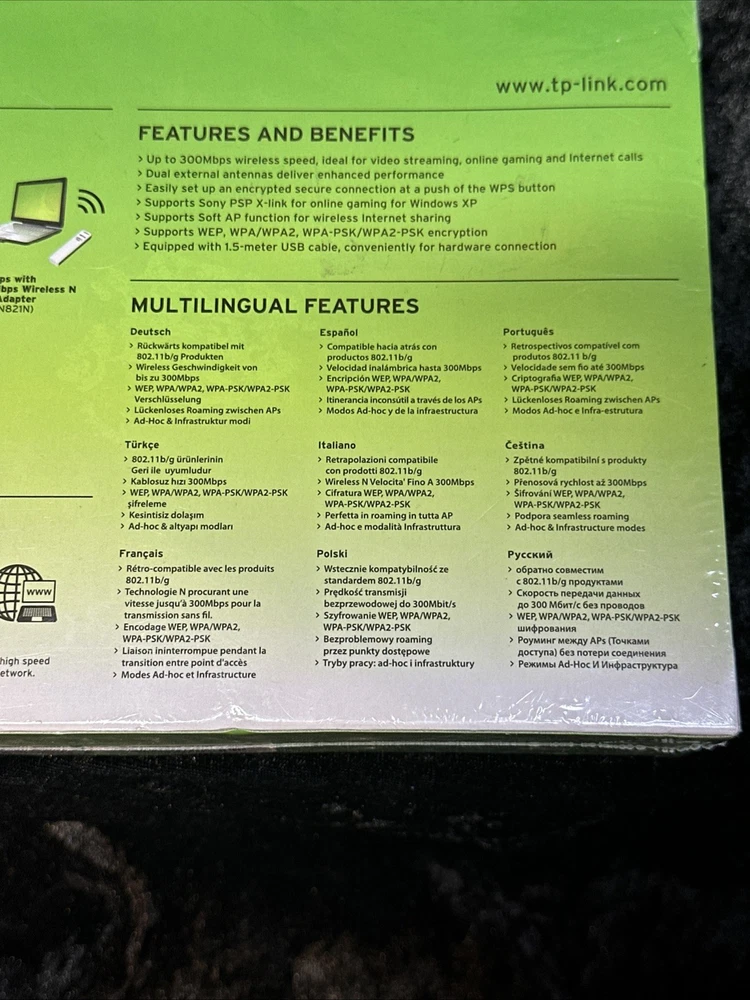 www.tp-link.com
FEATURES AND BENEFITS
> Up to 300Mbps wireless speed, ideal for video streaming, online gaming and Internet calls
> Dual external antennas deliver enhanced performance
> Easily set up an encrypted secure connection at a push of the WPS button
> Supports Sony PSP X-link for online gaming for Windows XP
> Supports Soft AP function for wireless Internet sharing
> Supports WEP, WPA/WPA2, WPA-PSK/WPA2-PSK encryption
> Equipped with 1.5-meter USB cable, conveniently for hardware connection
ps with
bps Wireless N
Adapter
N821N)
MULTILINGUAL FEATURES
Deutsch
> Rückwärts kompatibel mit
802.11b/g Produkten
> Wireless Geschwindigkeit von
bis zu 300Mbps
> WEP, WPA/WPA2, WPA-PSK/WPA2-PSK
Verschlüsselung
> Lückenloses Roaming zwischen APs
> Ad-Hoc & Infrastruktur modi
Español
> Compatible hacia atrás con
productos 802.11b/g
> Velocidad inalámbrica hasta 300Mbps
> Encripción WEP, WPA/WPA2,
WPA-PSK/WPA2-PSK
> Itinerancia inconsútil a través de los APs
> Modos Ad-hoc y de la infraestructura
Português
> Retrospectivos compatível com
produtos 802.11 b/g
> Velocidade sem fio até 300Mbps
> Criptografia WEP, WPA/WPA2,
WPA-PSK/WPA2-PSK
> Lückenloses Roaming zwischen APs
> Modos Ad-hoc e Infra-estrutura
Türkçe
> 802.11b/g ürünlerinin
Geri ile uyumludur
> Kablosuz hızı 300Mbps
> WEP, WPA/WPA2, WPA-PSK/WPA2-PSK
şifreleme
> Kesintisiz dolaşım
> Ad-hoc & altyapı modları
Italiano
> Retrapolazioni compatibile
con prodotti 802.11b/g
> Wireless N Velocita' Fino A 300Mbps
> Cifratura WEP, WPA/WPA2,
WPA-PSK/WPA2-PSK
> Perfetta in roaming in tutta AP
> Ad-hoc e modalità Infrastruttura
Čeština
> Zpětné kompatibilní s produkty
802.11b/g
> Přenosová rychlost až 300Mbps
> Šifrování WEP, WPA/WPA2,
WPA-PSK/WPA2-PSK
> Podpora seamless roaming
> Ad-hoc & Infrastructure modes
Français
> Rétro-compatible avec les produits
802.11b/g
> Technologie N procurant une
vitesse jusqu'à 300Mbps pour la
transmission sans fil.
> Encodage WEP, WPA/WPA2,
WPA-PSK/WPA2-PSK
> Liaison ininterrompue pendant la
transition entre point d'accès
> Modes Ad-hoc et Infrastructure
Polski
> Wstecznie kompatybilność ze
standardem 802.11b/g
> Prędkość transmisji
bezprzewodowej do 300Mbit/s
> Szyfrowanie WEP, WPA/WPA2,
WPA-PSK/WPA2-PSK
> Bezproblemowy roaming
przez punkty dostępowe
> Tryby pracy: ad-hoc i infrastruktury
Русский
> обратно совместим
с 802.11b/g продуктами
> Скорость передачи данных
до 300 Мбит/с без проводов
> WEP, WPA/WPA2, WPA-PSK/WPA2-PSK
шифрования
> Роуминг между APs (Точками
доступа) без потери соединения
> Режимы Ad-Hoc И Инфраструктура
www
high speed
etwork.